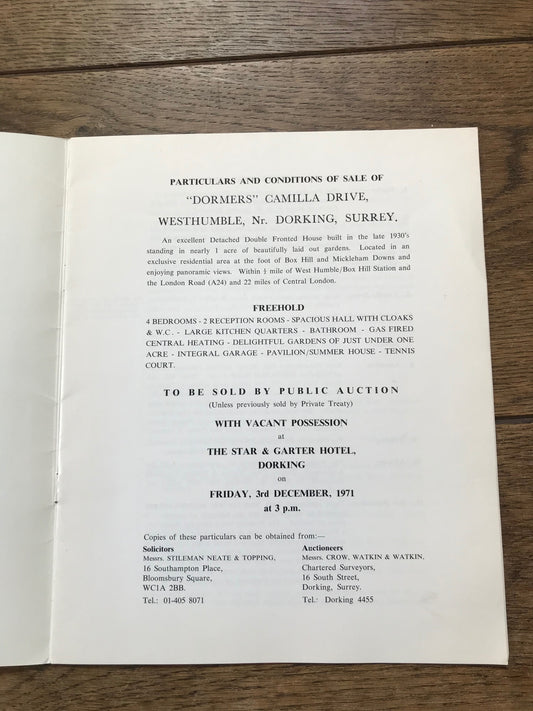 PARTICULARS AND CONDITIONS OF SALE OF
"DORMERS" CAMILLA DRIVE,
WESTHUMBLE, Nr. DORKING, SURREY.
An excellent Detached Double Fronted House built in the late 1930's
standing in nearly 1 acre of beautifully laid out gardens. Located in an
exclusive residential area at the foot of Box Hill and Mickleham Downs and
enjoying panoramic views. Within mile of West Humble/Box Hill Station and
the London Road (A24) and 22 miles of Central London.
FREEHOLD
4 BEDROOMS - 2 RECEPTION ROOMS - SPACIOUS HALL WITH CLOAKS
& W.C. - LARGE KITCHEN QUARTERS - BATHROOM - GAS FIRED
CENTRAL HEATING - DELIGHTFUL GARDENS OF JUST UNDER ONE
ACRE - INTEGRAL GARAGE - PAVILION/SUMMER HOUSE - TENNIS
COURT.
TO BE SOLD BY PUBLIC AUCTION
(Unless previously sold by Private Treaty)
WITH VACANT POSSESSION
at
THE STAR & GARTER HOTEL,
DORKING
on
FRIDAY, 3rd DECEMBER, 1971
at 3 p.m.
Copies of these particulars can be obtained from:—
Solicitors
Messrs. STILEMAN NEATE & TOPPING,
16 Southampton Place,
Bloomsbury Square,
WC1A 2BB.
Tel.: 01-405 8071
Auctioneers
Messrs. CROW, WATKIN & WATKIN,
Chartered Surveyors,
16 South Street,
Dorking, Surrey.
Tel.: Dorking 4455